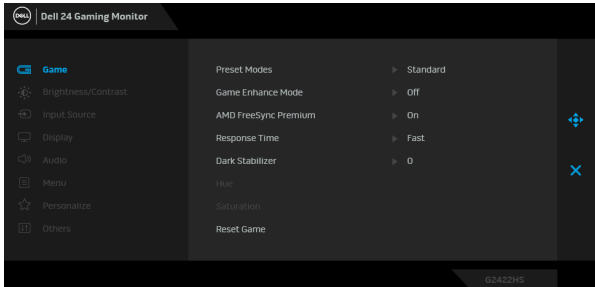 DELL Dell 24 Gaming Monitor
Game
Preset Modes Standard
Brightness/Contrast
Game Enhance Mode Off
Input Source
AMD FreeSync Premium On
Display
Response Time Fast
Audio
Dark Stabilizer 0
Menu
Hue
Personalize
Saturation
Others
Reset Game
G2422HS